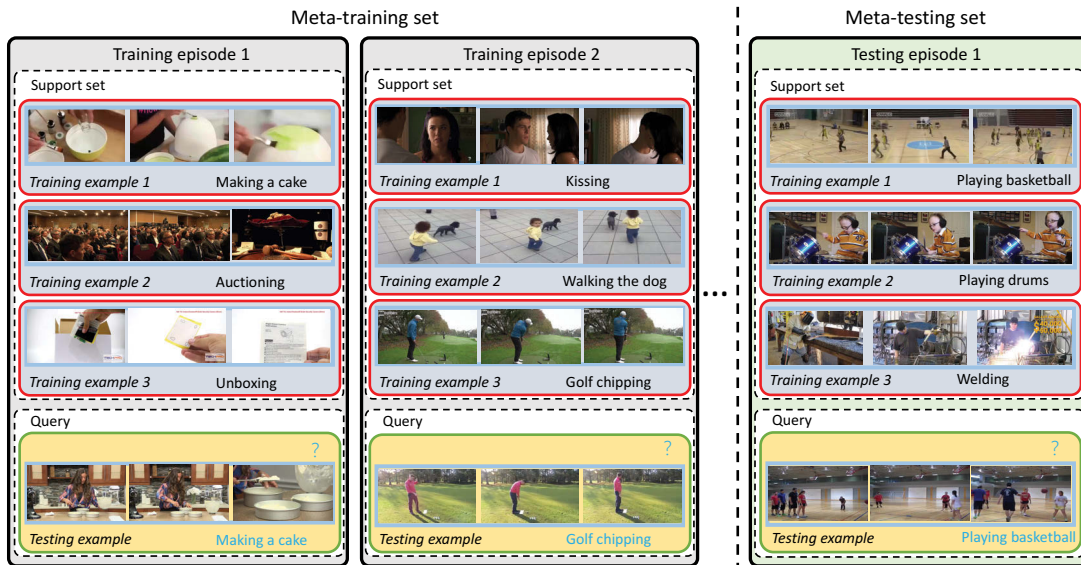 Meta-training set
Meta-testing set
Training episode 1
Support set
Training example 1 Making a cake
Training example 2 Auctioning
Training example 3 Unboxing
Query
?
Testing example Making a cake
Training episode 2
Support set
Training example 1 Kissing
Training example 2 Walking the dog
Training example 3 Golf chipping
Query
?
Testing example Golf chipping
...
Testing episode 1
Support set
Training example 1 Playing basketball
Training example 2 Playing drums
Training example 3 Welding
Query
?
Testing example Playing basketball